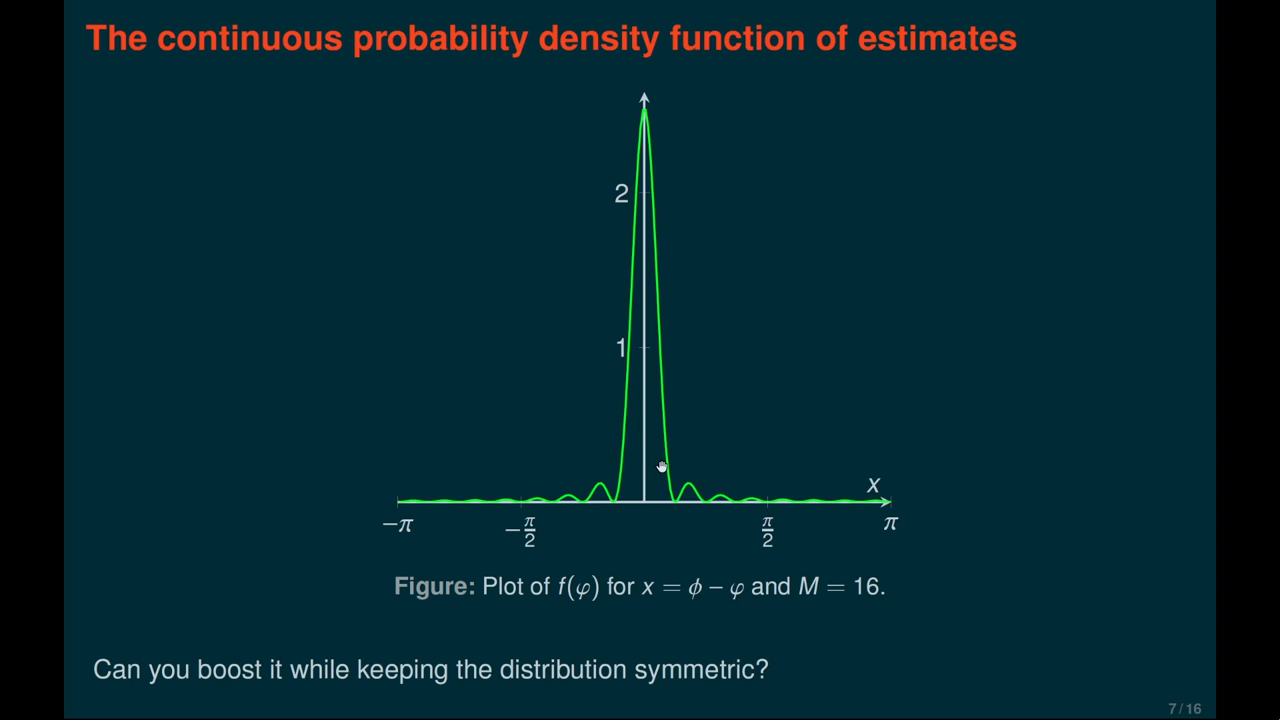 The continuous probability density function of estimates
2
1
x
−π
−π/2
π/2
π
Figure: Plot of f(φ) for x = ϕ − φ and M = 16.
Can you boost it while keeping the distribution symmetric?
7 / 16